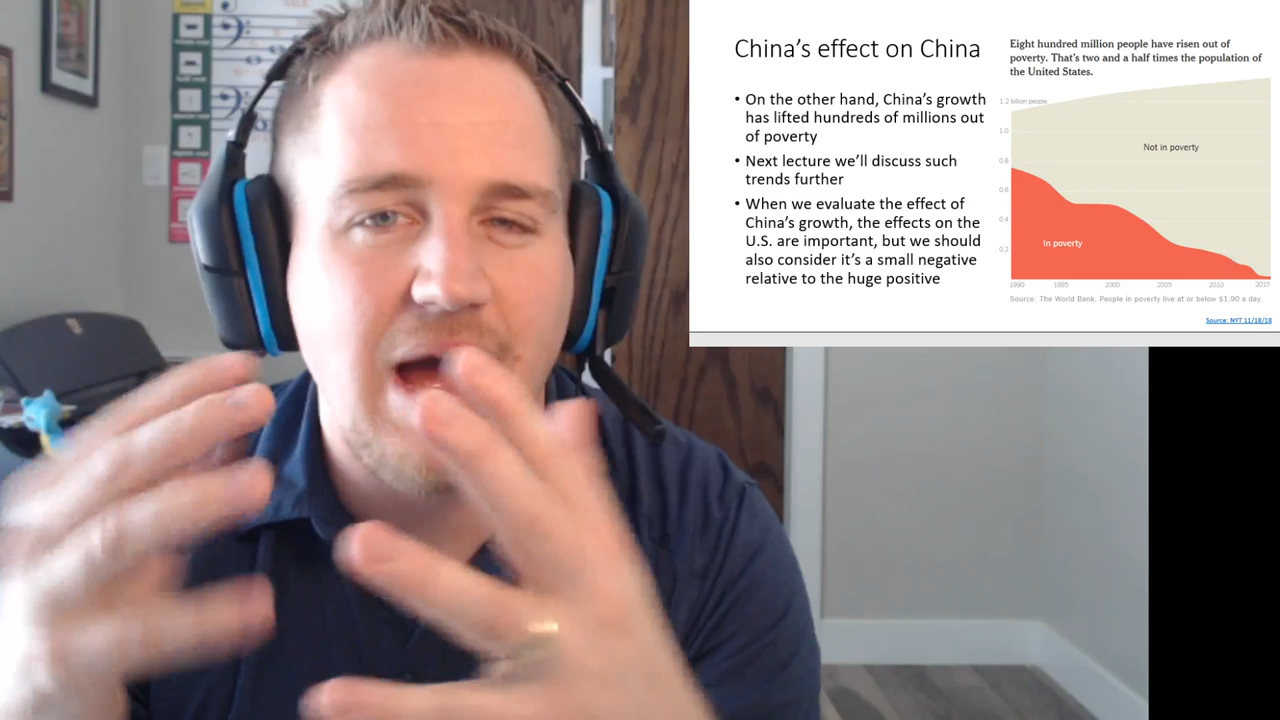 China's effect on China
• On the other hand, China's growth
has lifted hundreds of millions out
of poverty
• Next lecture we'll discuss such
trends further
• When we evaluate the effect of
China's growth, the effects on the
U.S. are important, but we should
also consider it's a small negative
relative to the huge positive
Eight hundred million people have risen out of
poverty. That's two and a half times the population of
the United States.
1.2 billion people
1.0
0.8
0.6
0.4
0.2
Not in poverty
In poverty
1990 1995 2000 2005 2010 2015
Source: The World Bank. People in poverty live at or below $1.90 a day.
Source: NYT 11/18/18